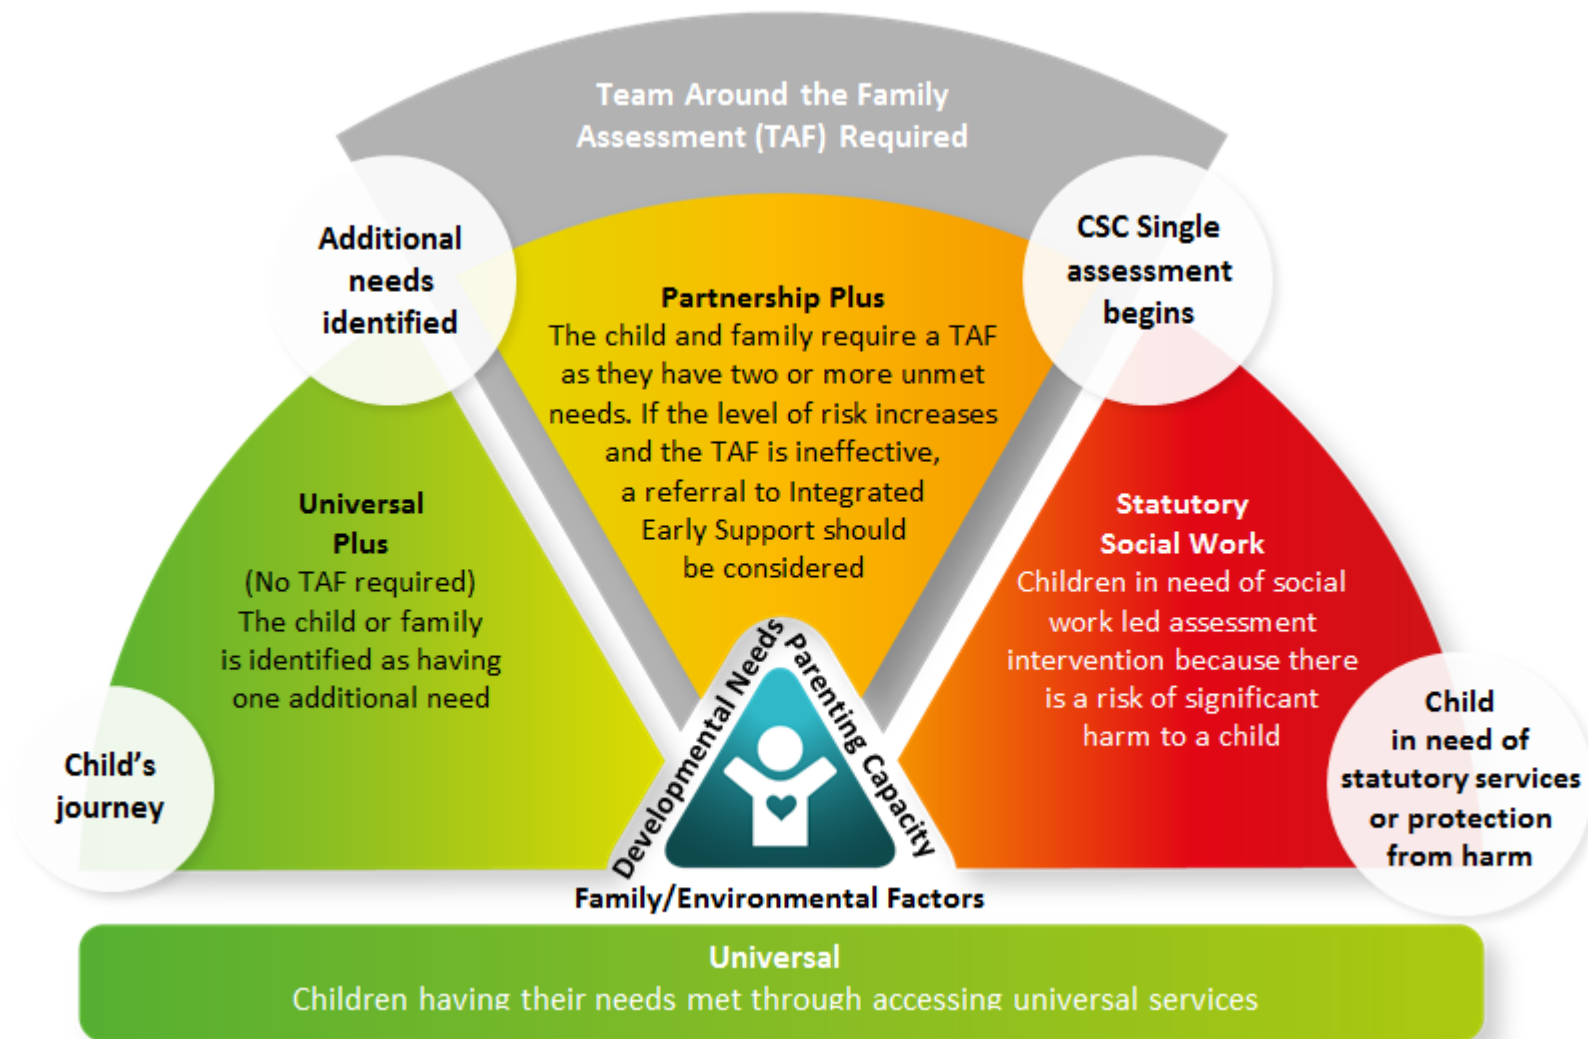 Team Around the Family
Assessment (TAF) Required
Additional
needs
identified
CSC Single
assessment
begins
Partnership Plus
The child and family require a TAF
as they have two or more unmet
needs. If the level of risk increases
and the TAF is ineffective,
a referral to Integrated
Early Support should
be considered
Universal
Plus
(No TAF required)
The child or family
is identified as having
one additional need
Statutory
Social Work
Children in need of social
work led assessment
intervention because there
is a risk of significant
harm to a child
Child's
journey
Developmental Needs
Parenting Capacity
Family/Environmental Factors
Child
in need of
statutory services
or protection
from harm
Universal
Children having their needs met through accessing universal services